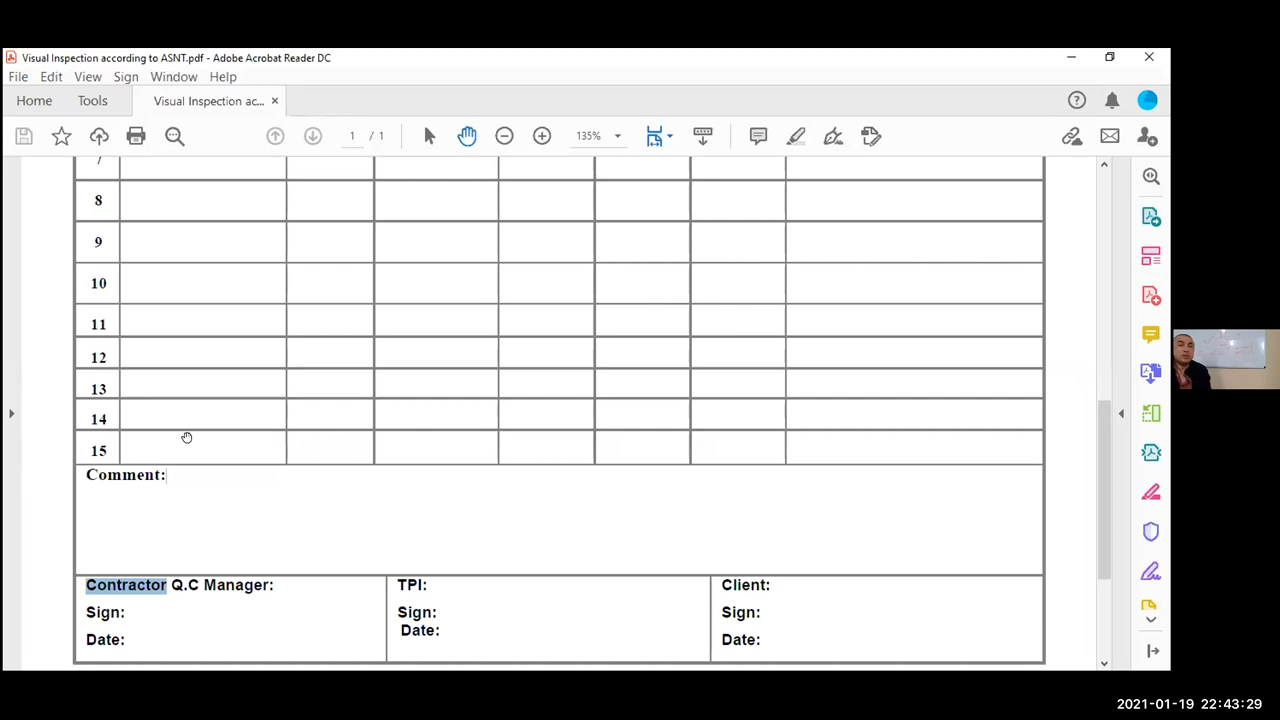 Visual Inspection according to ASNT.pdf - Adobe Acrobat Reader DC
File Edit View Sign Window Help
Home Tools Visual Inspection ac... ×
1 / 1 135%
7
8
9
10
11
12
13
14
15
Comment:
Contractor Q.C Manager: TPI: Client:
Sign: Sign: Sign:
Date: Date: Date:
2021-01-19 22:43:29